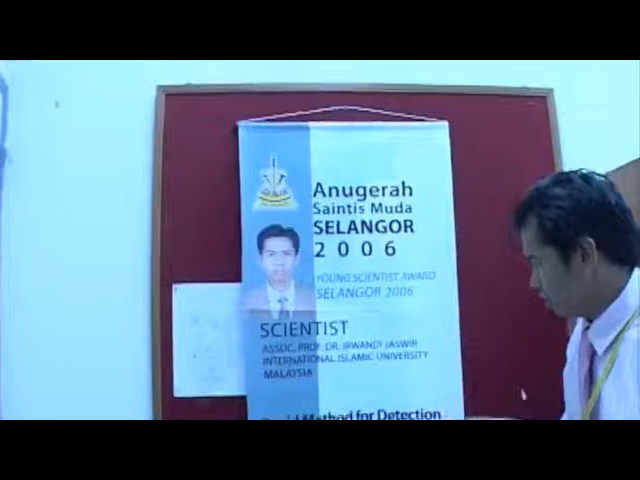 Anugerah
Saintis Muda
SELANGOR
2006
YOUNG SCIENTIST AWARD
SELANGOR 2006
SCIENTIST
ASSOC. PROF. DR. IRWANDI JASWIR
INTERNATIONAL ISLAMIC UNIVERSITY
MALAYSIA
Rapid Method for Detection